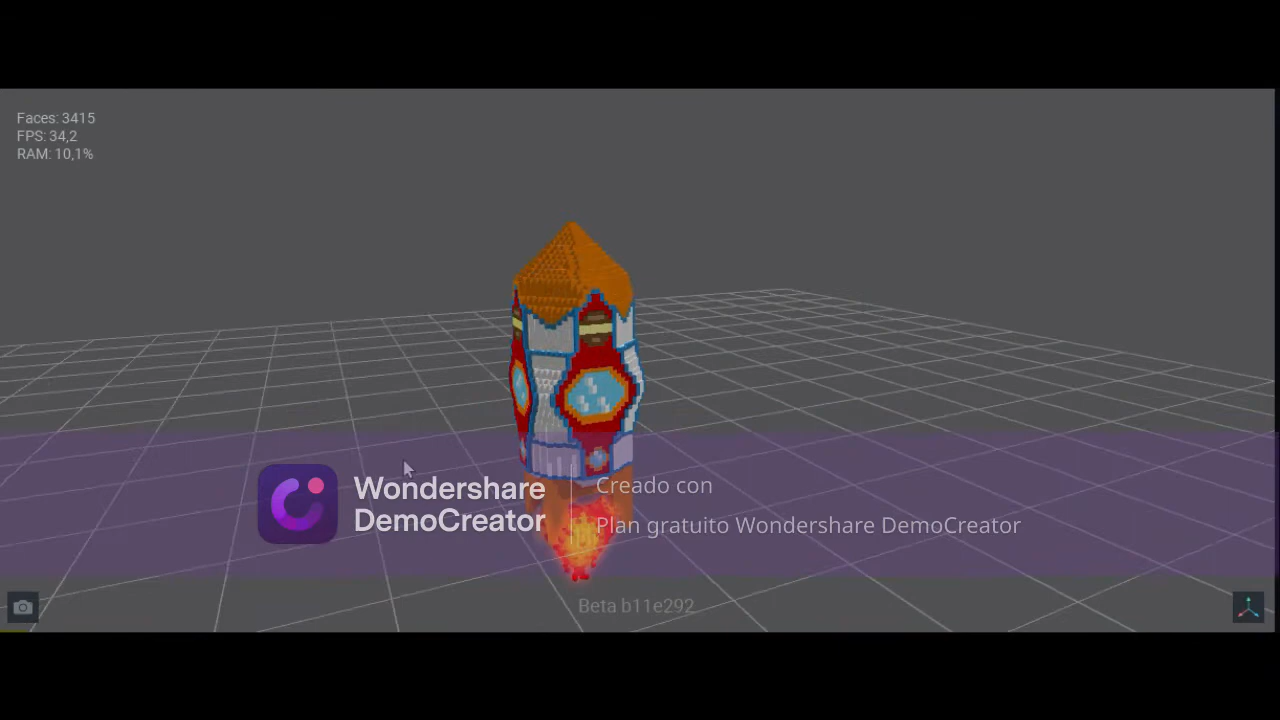 Faces: 3415
FPS: 34,2
RAM: 10,1%
Wondershare
DemoCreator
Creado con
Plan gratuito Wondershare DemoCreator
Beta b11e292